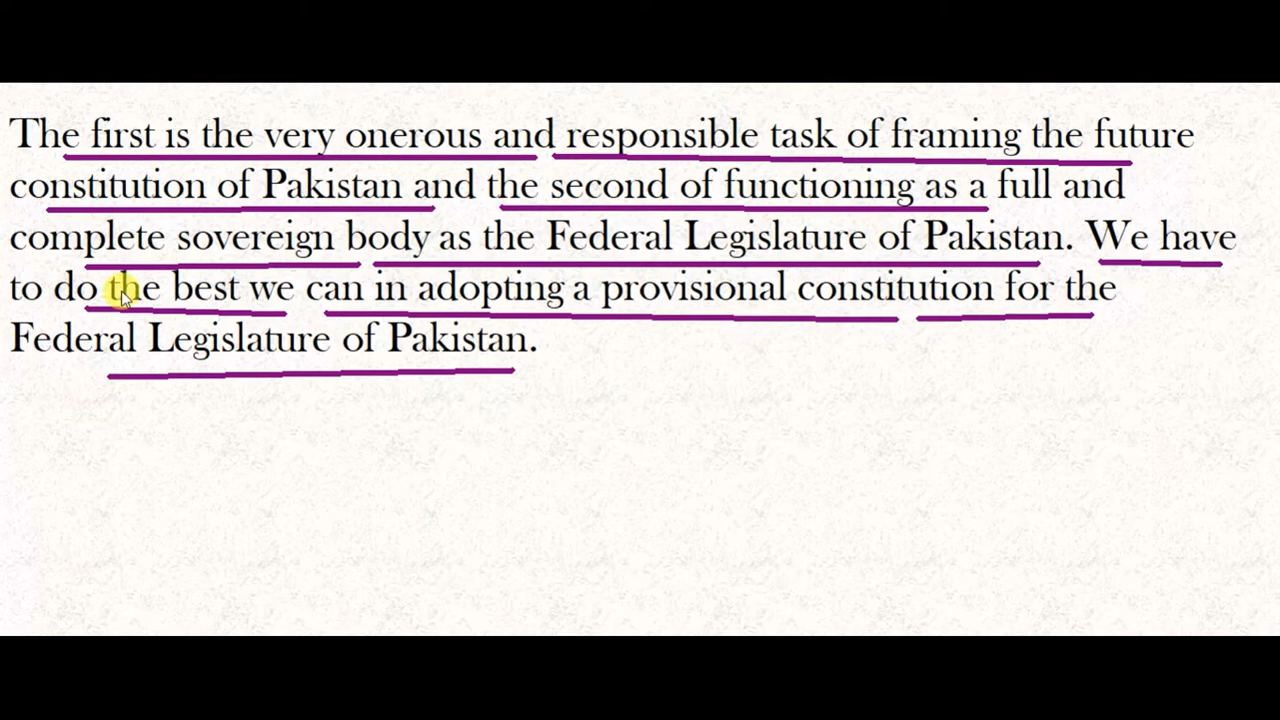 The first is the very onerous and responsible task of framing the future
constitution of Pakistan and the second of functioning as a full and
complete sovereign body as the Federal Legislature of Pakistan. We have
to do the best we can in adopting a provisional constitution for the
Federal Legislature of Pakistan.